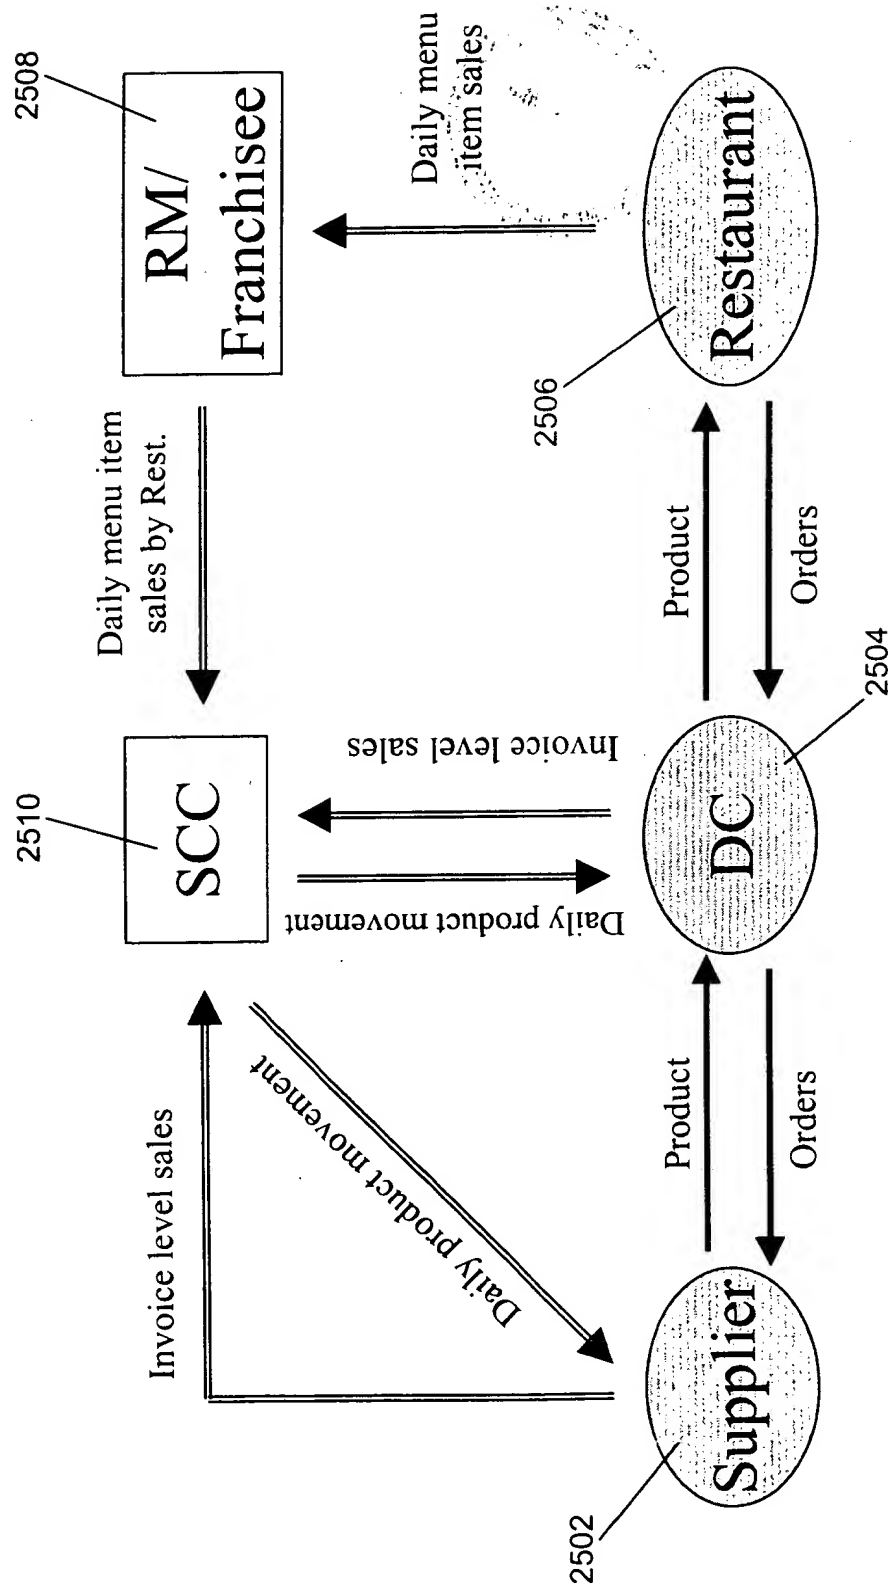 2510
2508
SCC
RM/
Franchisee
Invoice level sales
Daily menu item
sales by Rest.
Daily product movement
Daily product movement
Invoice level sales
Daily menu
item sales
2502
2506
Supplier
DC
Restaurant
Product
Product
Orders
Orders
2504